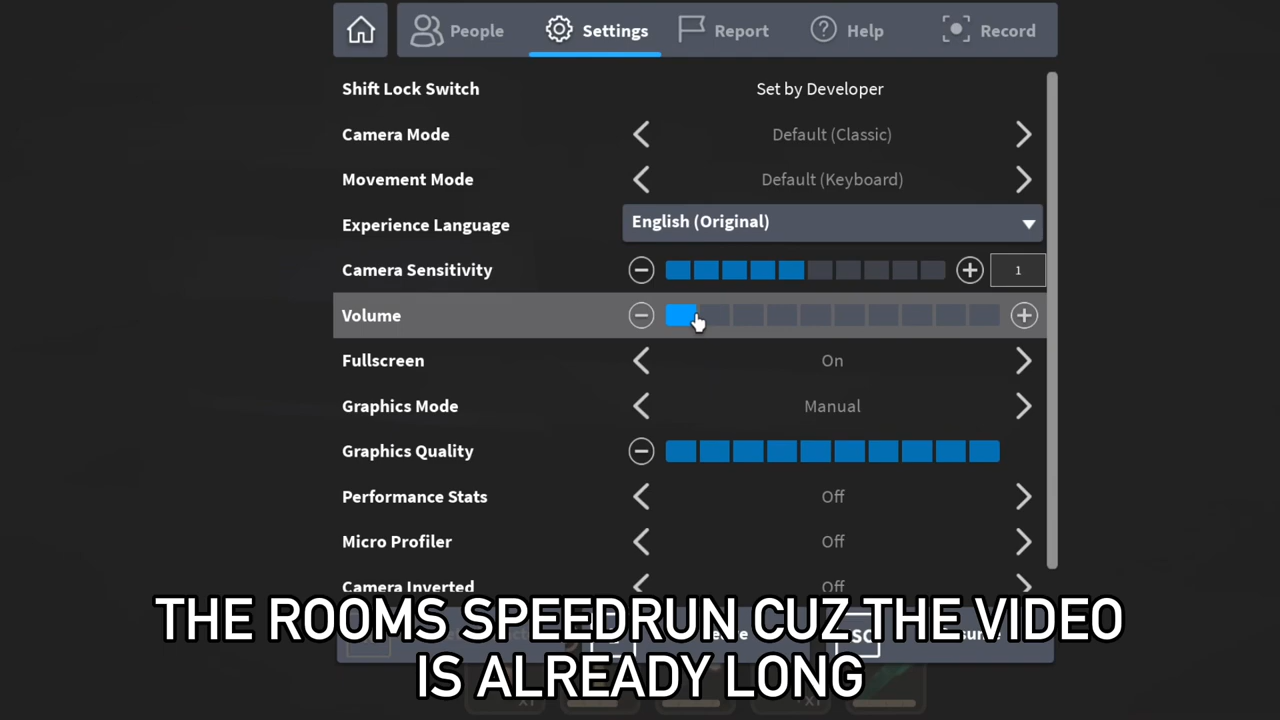 People Settings Report Help Record
Shift Lock Switch Set by Developer
Camera Mode Default (Classic)
Movement Mode Default (Keyboard)
Experience Language English (Original)
Camera Sensitivity 1
Volume
Fullscreen On
Graphics Mode Manual
Graphics Quality
Performance Stats Off
Micro Profiler Off
Camera Inverted Off
THE ROOMS SPEEDRUN CUZ THE VIDEO
IS ALREADY LONG